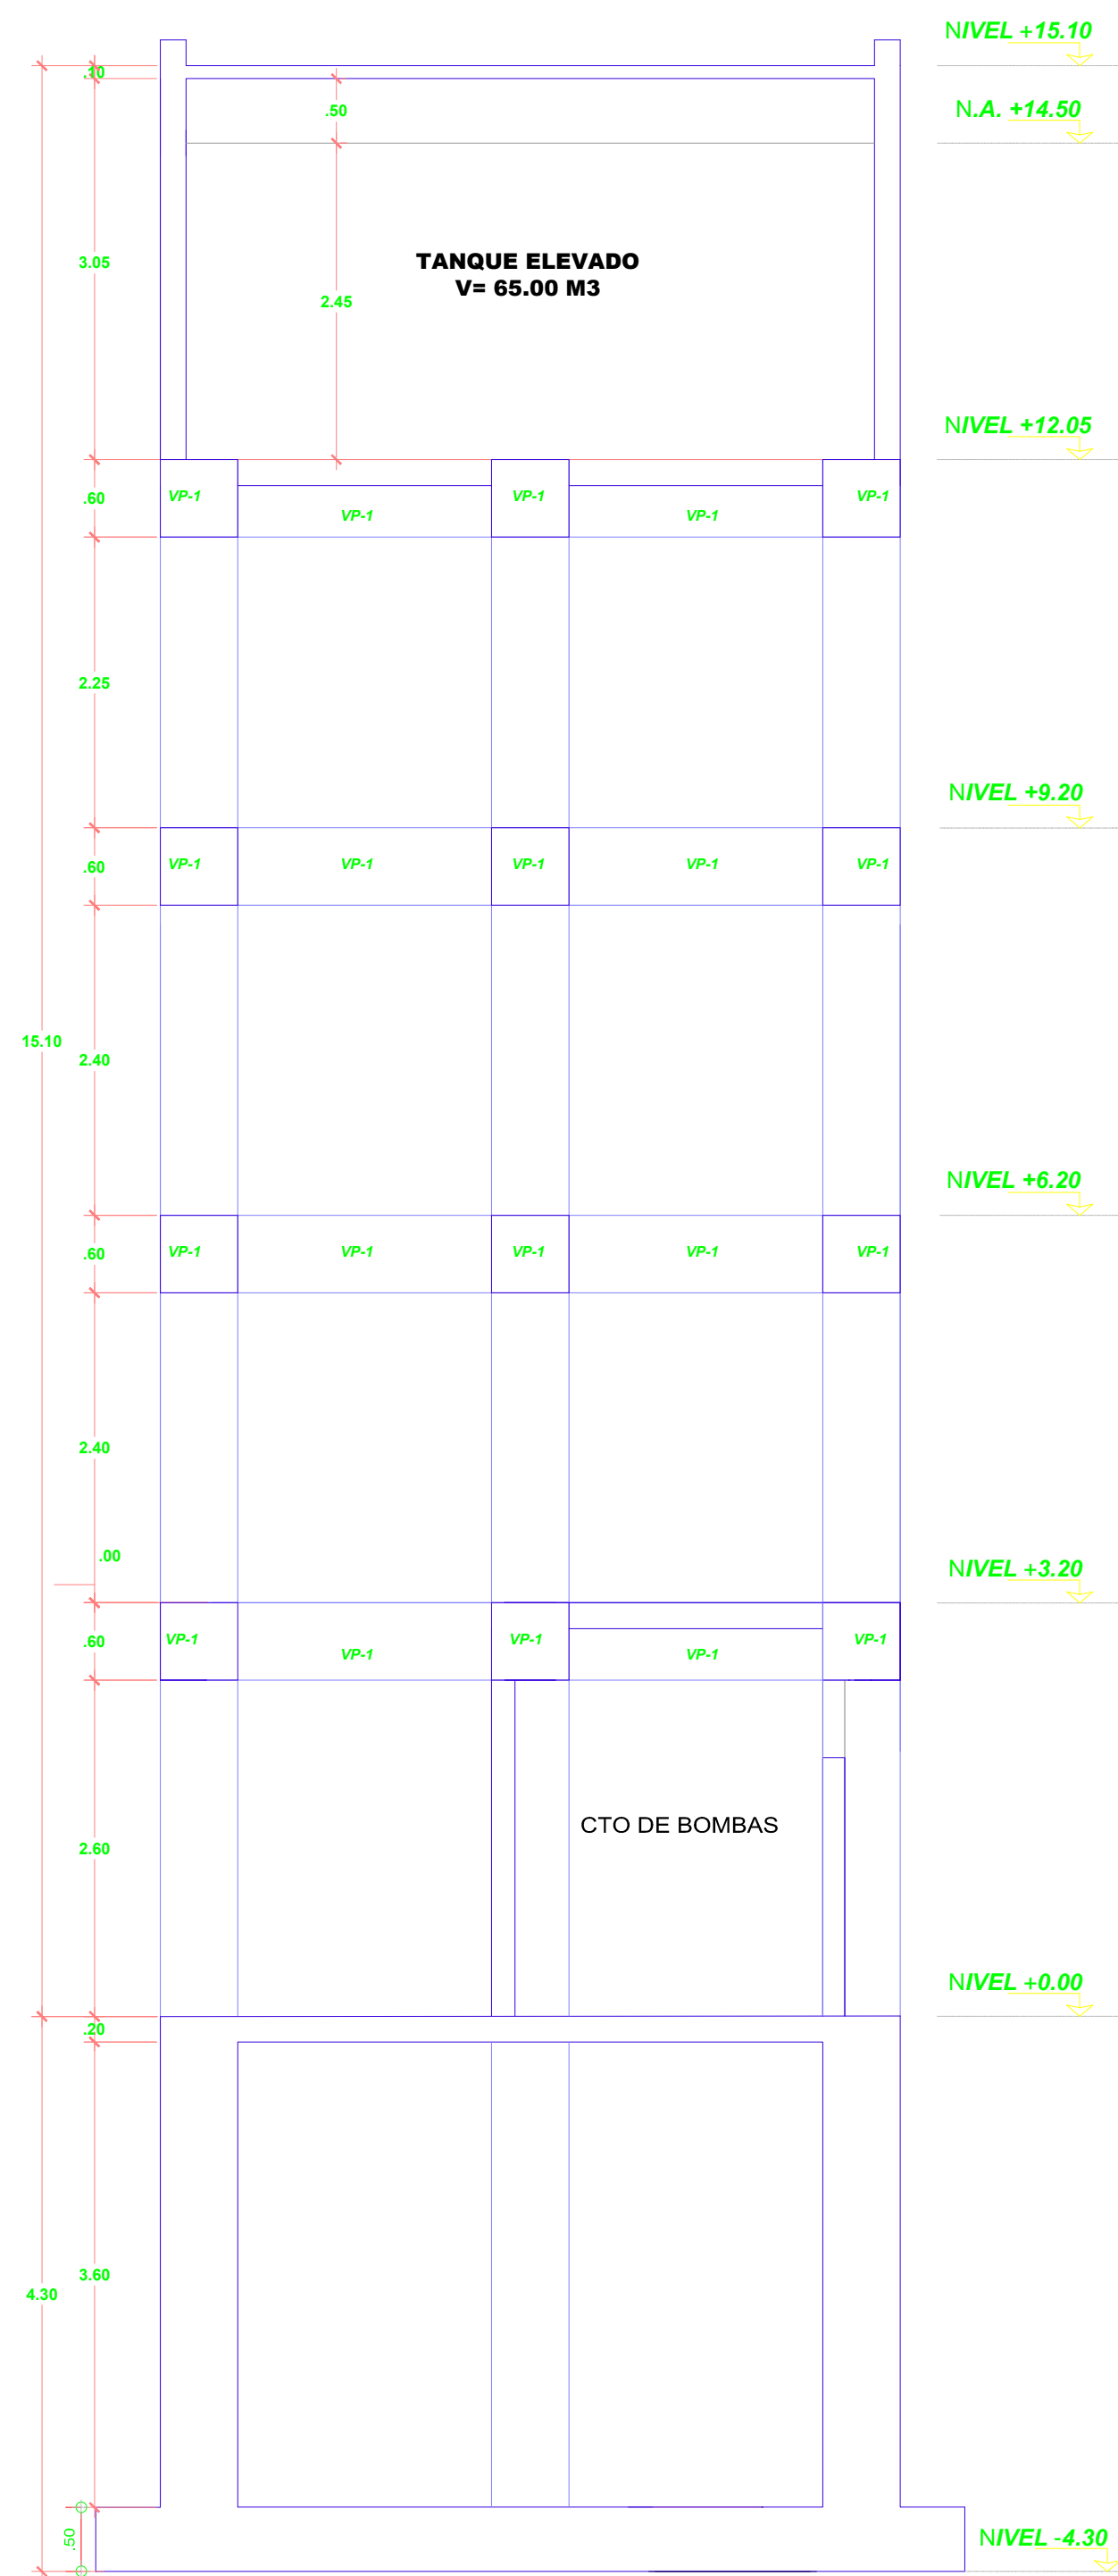 NIVEL +15.10
.10
.50
N.A. +14.50
3.05
TANQUE ELEVADO
V= 65.00 M3
2.45
NIVEL +12.05
.60
VP-1 VP-1 VP-1
VP-1 VP-1
2.25
NIVEL +9.20
.60
VP-1 VP-1 VP-1 VP-1 VP-1
15.10
2.40
NIVEL +6.20
.60
VP-1 VP-1 VP-1 VP-1 VP-1
2.40
.00
NIVEL +3.20
.60
VP-1 VP-1 VP-1
VP-1 VP-1
CTO DE BOMBAS
2.60
NIVEL +0.00
.20
3.60
4.30
.50
NIVEL -4.30